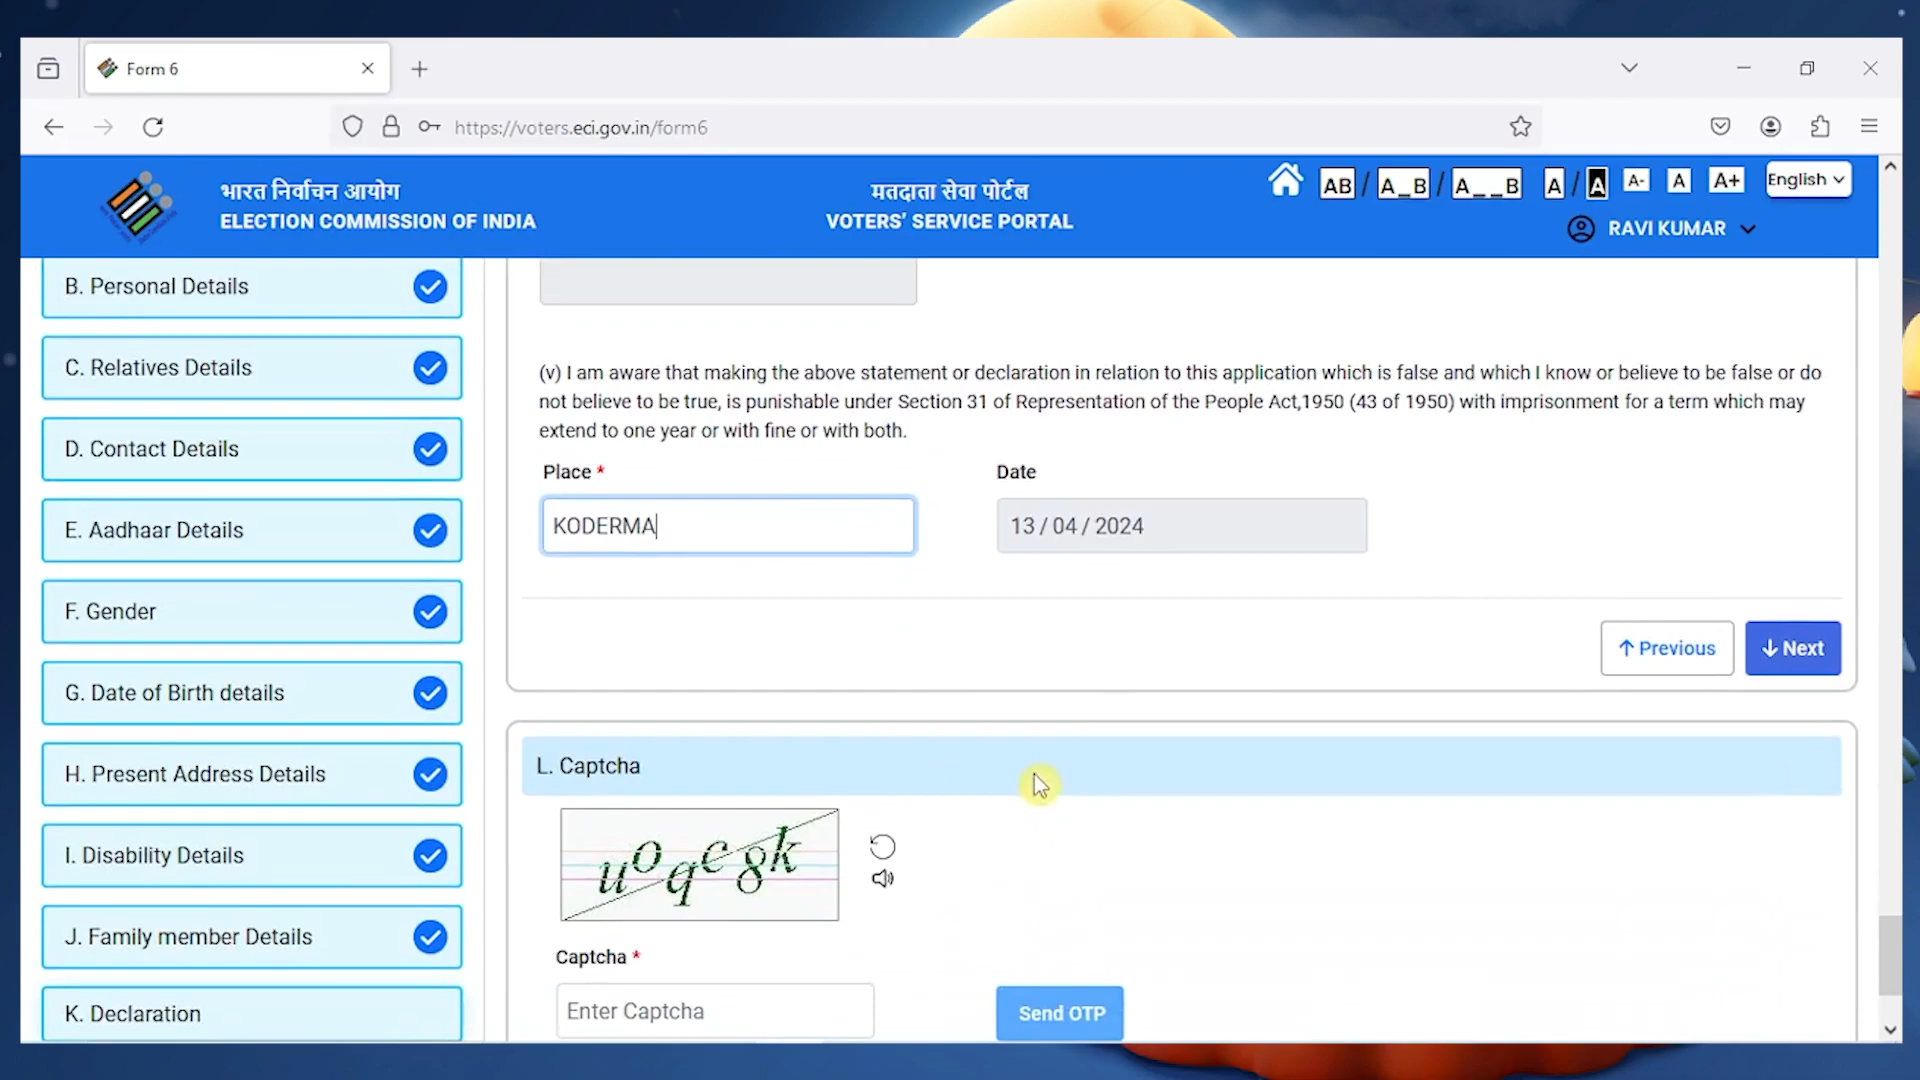 Form 6
https://voters.eci.gov.in/form6
भारत निर्वाचन आयोग
ELECTION COMMISSION OF INDIA
मतदाता सेवा पोर्टल
VOTERS' SERVICE PORTAL
AB / A_B / A__B A / A A- A A+ English
RAVI KUMAR
B. Personal Details
C. Relatives Details
D. Contact Details
E. Aadhaar Details
F. Gender
G. Date of Birth details
H. Present Address Details
I. Disability Details
J. Family member Details
K. Declaration
(v) I am aware that making the above statement or declaration in relation to this application which is false and which I know or believe to be false or do
not believe to be true, is punishable under Section 31 of Representation of the People Act,1950 (43 of 1950) with imprisonment for a term which may
extend to one year or with fine or with both.
Place * Date
KODERMA 13 / 04 / 2024
Previous Next
L. Captcha
uoqc8k
Captcha *
Enter Captcha Send OTP